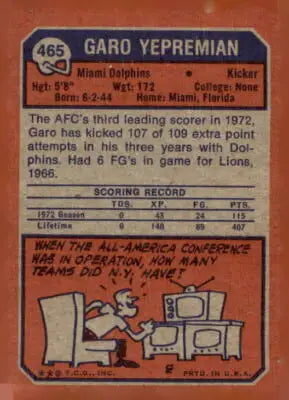 465 GARO YEPREMIAN
Miami Dolphins • Kicker
Hgt: 5'8" Wgt: 172 College: None
Born: 6-2-44 Home: Miami, Florida
The AFC's third leading scorer in 1972,
Garo has kicked 107 of 109 extra point
attempts in his three years with Dol-
phins. Had 6 FG's in game for Lions,
1966.
SCORING RECORD
TDS. XP. FG. PTS.
1972 Season 0 43 24 115
Lifetime 0 140 89 407
WHEN THE ALL-AMERICA CONFERENCE
WAS IN OPERATION, HOW MANY
TEAMS DID N.Y. HAVE?
2
★★© T.C.G., INC. PRTD. IN U.S.A.